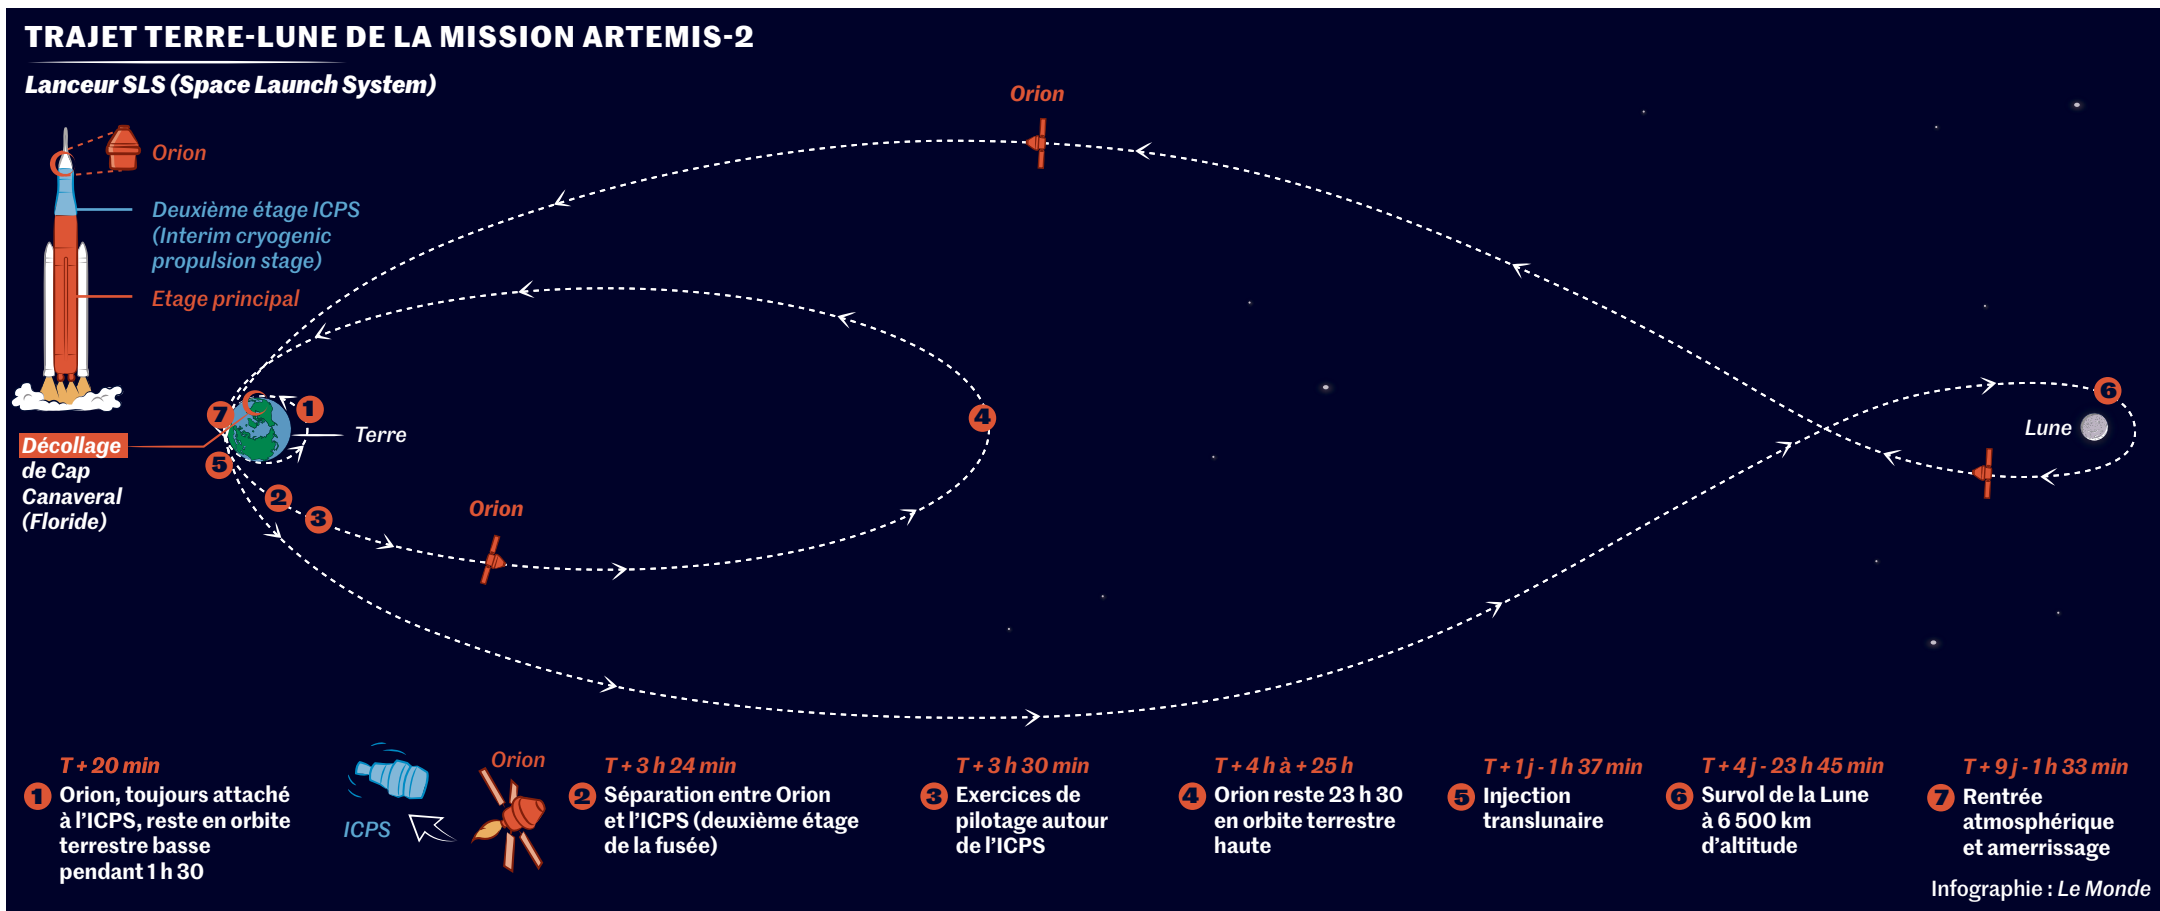 TRAJET TERRE-LUNE DE LA MISSION ARTEMIS-2
Lanceur SLS (Space Launch System)
Orion
Deuxième étage ICPS
(Interim cryogenic
propulsion stage)
Etage principal
Orion
Décollage
de Cap
Canaveral
(Floride)
7
1
Terre
5
2
3
Orion
4
6
Lune
1
T + 20 min
Orion, toujours attaché
à l'ICPS, reste en orbite
terrestre basse
pendant 1 h 30
ICPS
Orion
2
T + 3 h 24 min
Séparation entre Orion
et l'ICPS (deuxième étage
de la fusée)
3
T + 3 h 30 min
Exercices de
pilotage autour
de l'ICPS
4
T + 4 h à + 25 h
Orion reste 23 h 30
en orbite terrestre
haute
5
T + 1 j - 1 h 37 min
Injection
translunaire
6
T + 4 j - 23 h 45 min
Survol de la Lune
à 6 500 km
d'altitude
7
T + 9 j - 1 h 33 min
Rentrée
atmosphérique
et amerrissage
Infographie : Le Monde